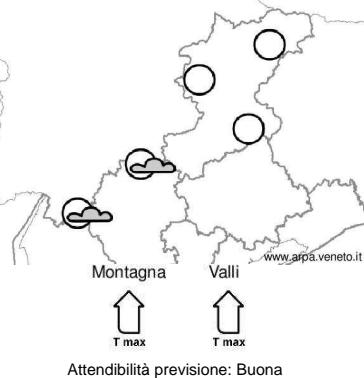 www.arpa.veneto.it
Montagna Valli
T max T max
Attendibilità previsione: Buona